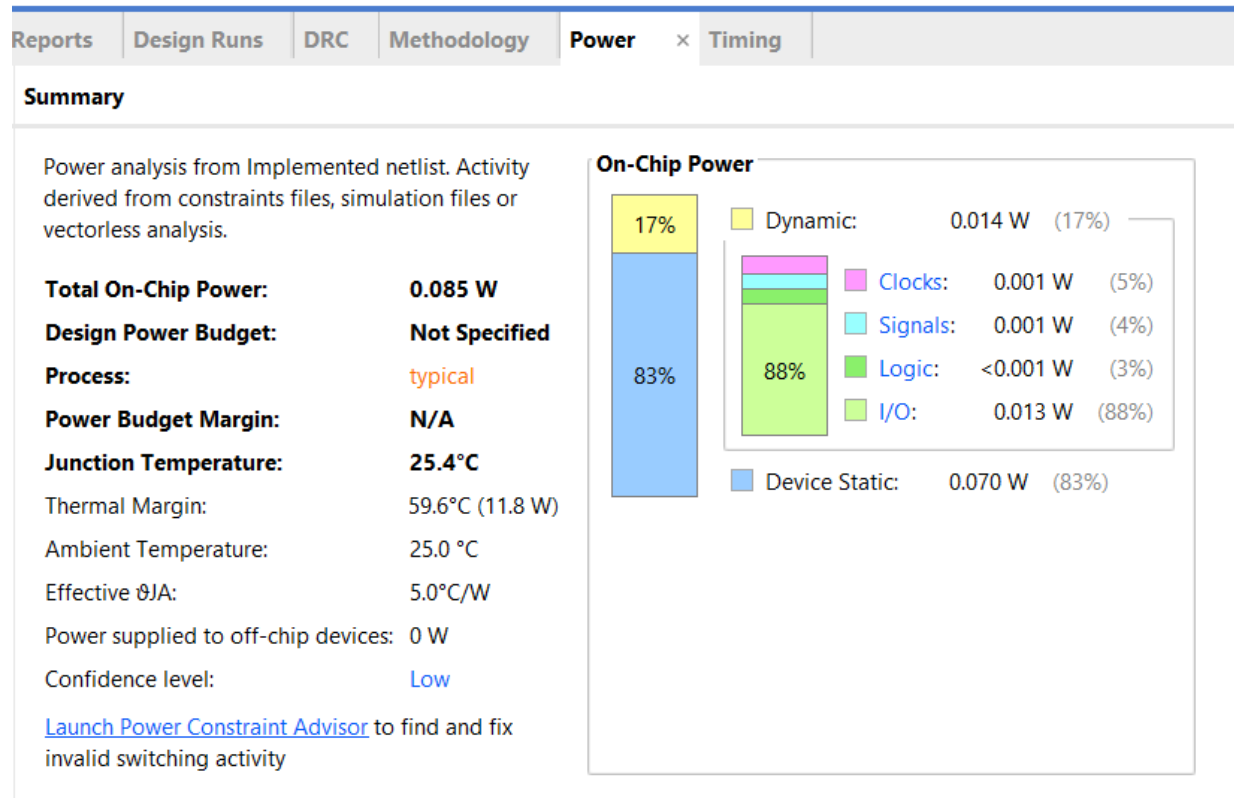 Reports Design Runs DRC Methodology Power × Timing
Summary
Power analysis from Implemented netlist. Activity
derived from constraints files, simulation files or
vectorless analysis.
Total On-Chip Power: 0.085 W
Design Power Budget: Not Specified
Process: typical
Power Budget Margin: N/A
Junction Temperature: 25.4°C
Thermal Margin: 59.6°C (11.8 W)
Ambient Temperature: 25.0 °C
Effective ϑJA: 5.0°C/W
Power supplied to off-chip devices: 0 W
Confidence level: Low
Launch Power Constraint Advisor to find and fix
invalid switching activity
On-Chip Power
17%
83%
Dynamic: 0.014 W (17%)
88%
Clocks: 0.001 W (5%)
Signals: 0.001 W (4%)
Logic: <0.001 W (3%)
I/O: 0.013 W (88%)
Device Static: 0.070 W (83%)